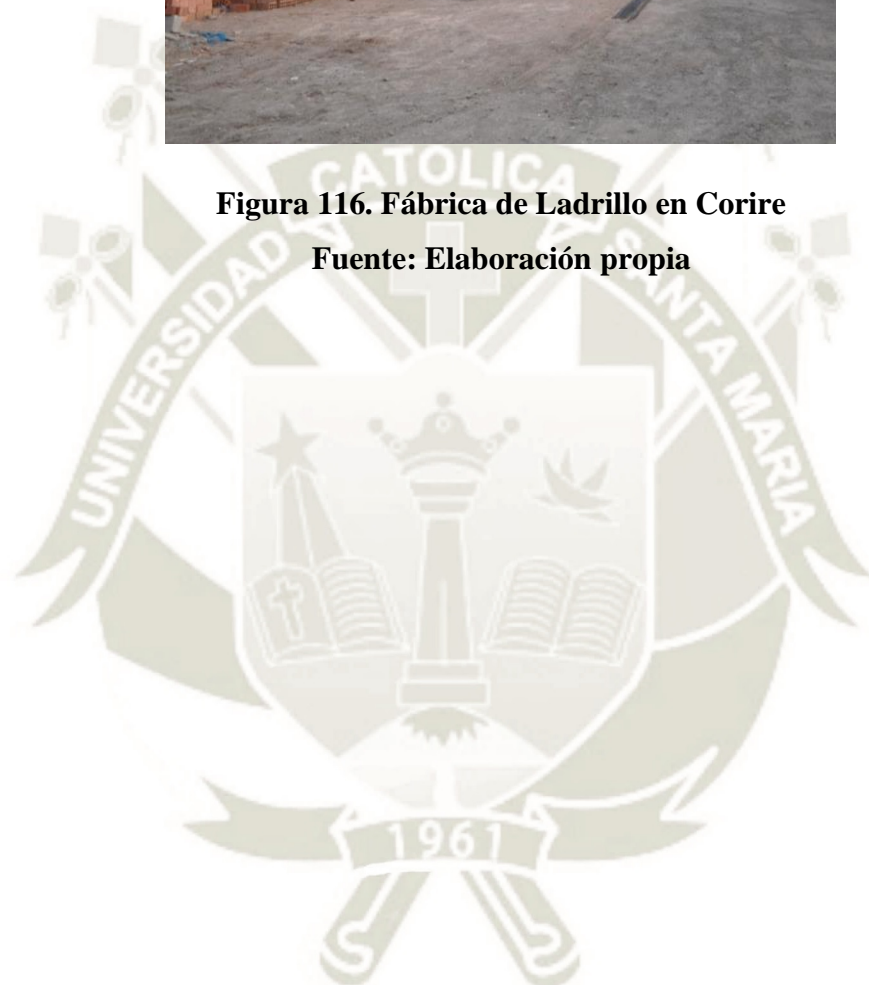 UNIVERSIDAD CATOLICA SANTA MARIA
Figura 116. Fábrica de Ladrillo en Corire
Fuente: Elaboración propia
1961